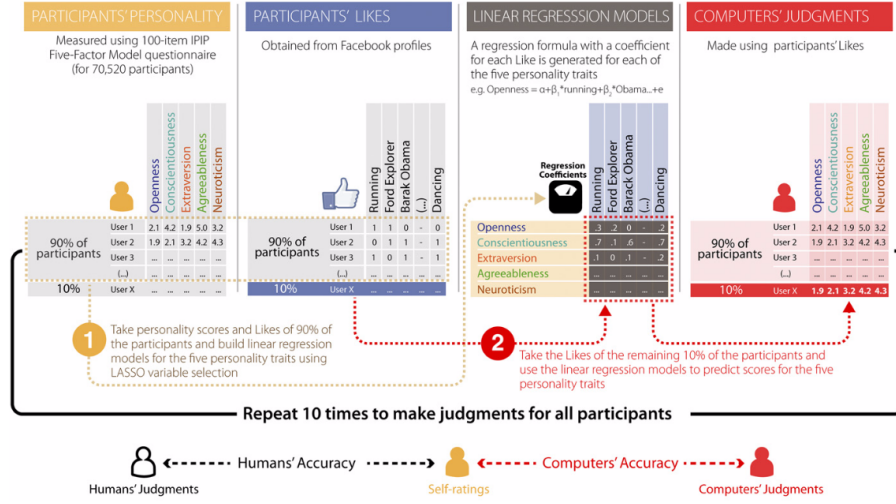 PARTICIPANTS' PERSONALITY
Measured using 100-item IPIP
Five-Factor Model questionnaire
(for 70,520 participants)
Openness
Conscientiousness
Extraversion
Agreeableness
Neuroticism
90% of
participants
User 1 2.1 4.2 1.9 5.0 3.2
User 2 1.9 2.1 3.2 4.2 4.3
User 3 ... ... ... ... ...
(...) ... ... ... ... ...
10% User X ... ... ... ... ...
PARTICIPANTS' LIKES
Obtained from Facebook profiles
Running
Ford Explorer
Barak Obama
(...)
Dancing
90% of
participants
User 1 1 1 0 - 0
User 2 0 1 1 - 1
User 3 1 0 1 - 1
(...) ... ... ... ... ...
10% User X ... ... ... ... ...
LINEAR REGRESSSION MODELS
A regression formula with a coefficient
for each Like is generated for each of
the five personality traits
e.g. Openness = α+β1*running+β2*Obama...+e
Regression
Coefficients
Running
Ford Explorer
Barack Obama
(...)
Dancing
Openness .3 .2 0 - .2
Conscientiousness .7 .1 .6 - .2
Extraversion .1 0 .1 - .2
Agreeableness ... ... ... ... ...
Neuroticism ... ... ... ... ...
COMPUTERS' JUDGMENTS
Made using participants' Likes
Openness
Conscientiousness
Extraversion
Agreeableness
Neuroticism
90% of
participants
User 1 2.1 4.2 1.9 5.0 3.2
User 2 1.9 2.1 3.2 4.2 4.3
User 3 ... ... ... ... ...
(...) ... ... ... ... ...
10% User X 1.9 2.1 3.2 4.2 4.3
1
Take personality scores and Likes of 90% of
the participants and build linear regression
models for the five personality traits using
LASSO variable selection
2
Take the Likes of the remaining 10% of the participants and
use the linear regression models to predict scores for the five
personality traits
Repeat 10 times to make judgments for all participants
Humans' Accuracy
Computers' Accuracy
Humans' Judgments
Self-ratings
Computers' Judgments